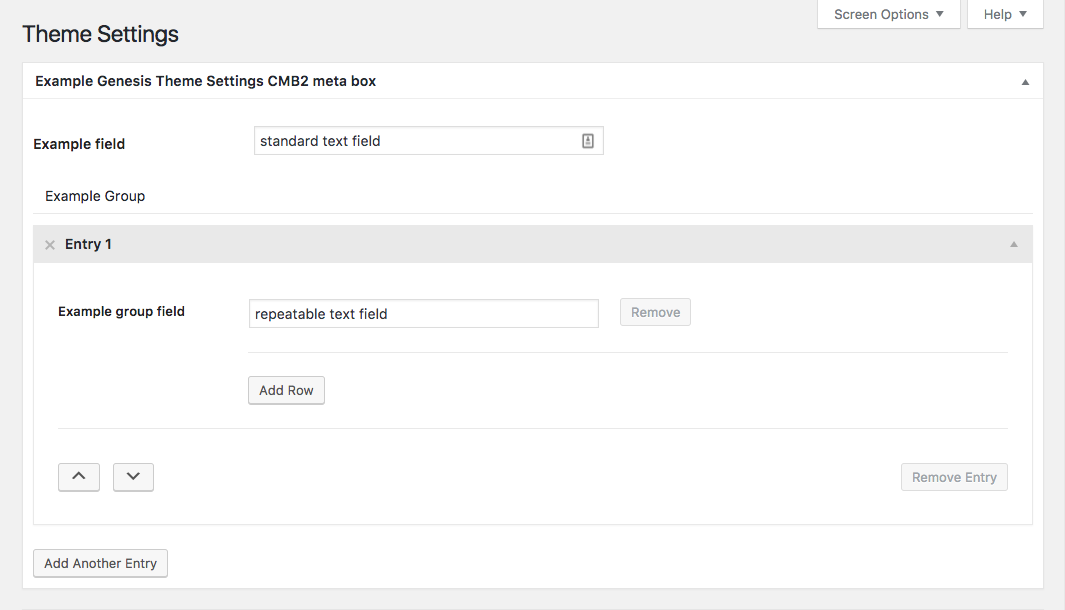 Screen Options ▼
Help ▼
Theme Settings
Example Genesis Theme Settings CMB2 meta box
Example field
standard text field
Example Group
Entry 1
Example group field
repeatable text field
Remove
Add Row
Remove Entry
Add Another Entry